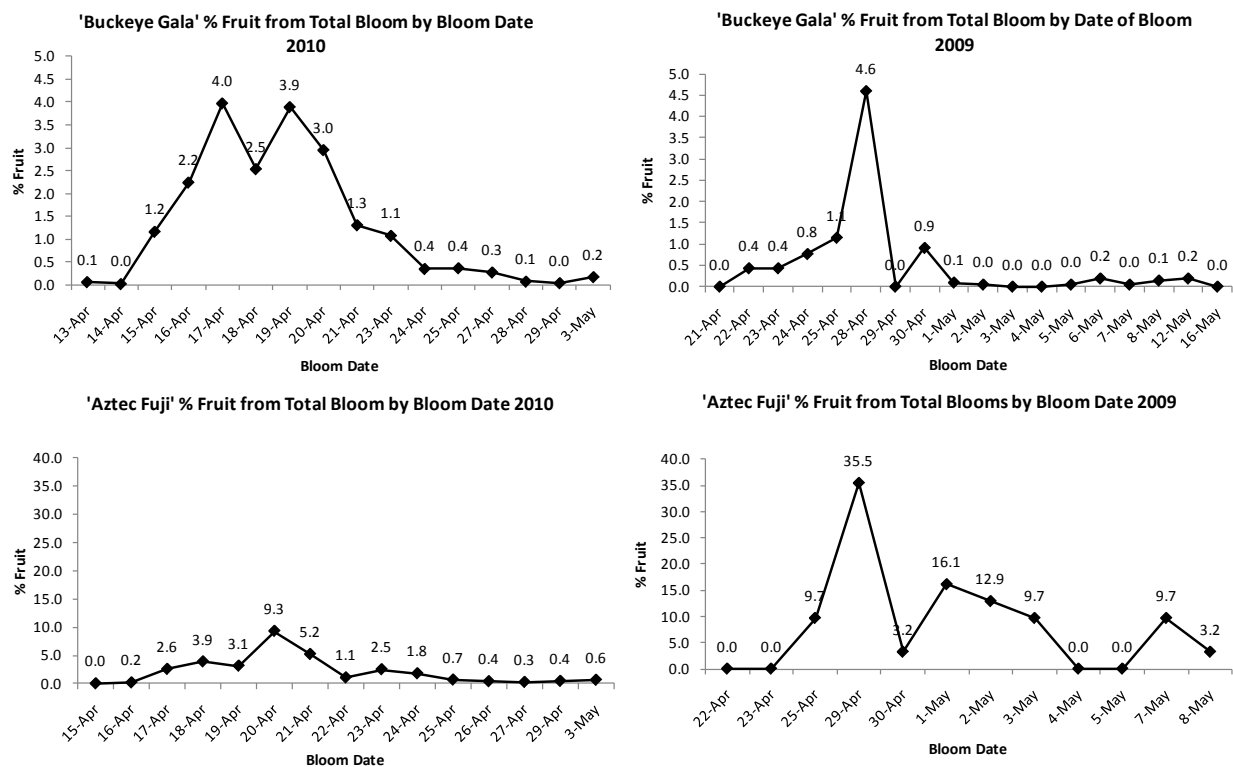 'Buckeye Gala' % Fruit from Total Bloom by Bloom Date
2010
5.0
4.5
4.0
3.5
3.0
2.5
2.0
1.5
1.0
0.5
0.0
% Fruit
0.1 0.0 1.2 2.2 4.0 2.5 3.9 3.0 1.3 1.1 0.4 0.4 0.3 0.1 0.0 0.2
13-Apr 14-Apr 15-Apr 16-Apr 17-Apr 18-Apr 19-Apr 20-Apr 21-Apr 23-Apr 24-Apr 25-Apr 27-Apr 28-Apr 29-Apr 3-May
Bloom Date
'Buckeye Gala' % Fruit from Total Bloom by Date of Bloom
2009
5.0
4.5
4.0
3.5
3.0
2.5
2.0
1.5
1.0
0.5
0.0
% Fruit
0.0 0.4 0.4 0.8 1.1 4.6 0.0 0.9 0.1 0.0 0.0 0.0 0.0 0.2 0.0 0.1 0.2 0.0
21-Apr 22-Apr 23-Apr 24-Apr 25-Apr 28-Apr 29-Apr 30-Apr 1-May 2-May 3-May 4-May 5-May 6-May 7-May 8-May 12-May 16-May
Bloom Date
'Aztec Fuji' % Fruit from Total Bloom by Bloom Date 2010
40.0
35.0
30.0
25.0
20.0
15.0
10.0
5.0
0.0
% Fruit
0.0 0.2 2.6 3.9 3.1 9.3 5.2 1.1 2.5 1.8 0.7 0.4 0.3 0.4 0.6
15-Apr 16-Apr 17-Apr 18-Apr 19-Apr 20-Apr 21-Apr 22-Apr 23-Apr 24-Apr 25-Apr 26-Apr 28-Apr 29-Apr 3-May
Bloom Date
'Aztec Fuji' % Fruit from Total Blooms by Bloom Date 2009
40.0
35.0
30.0
25.0
20.0
15.0
10.0
5.0
0.0
% Fruit
0.0 0.0 9.7 35.5 3.2 16.1 12.9 9.7 0.0 0.0 9.7 3.2
22-Apr 23-Apr 25-Apr 29-Apr 30-Apr 1-May 2-May 3-May 4-May 5-May 7-May 8-May
Bloom Date